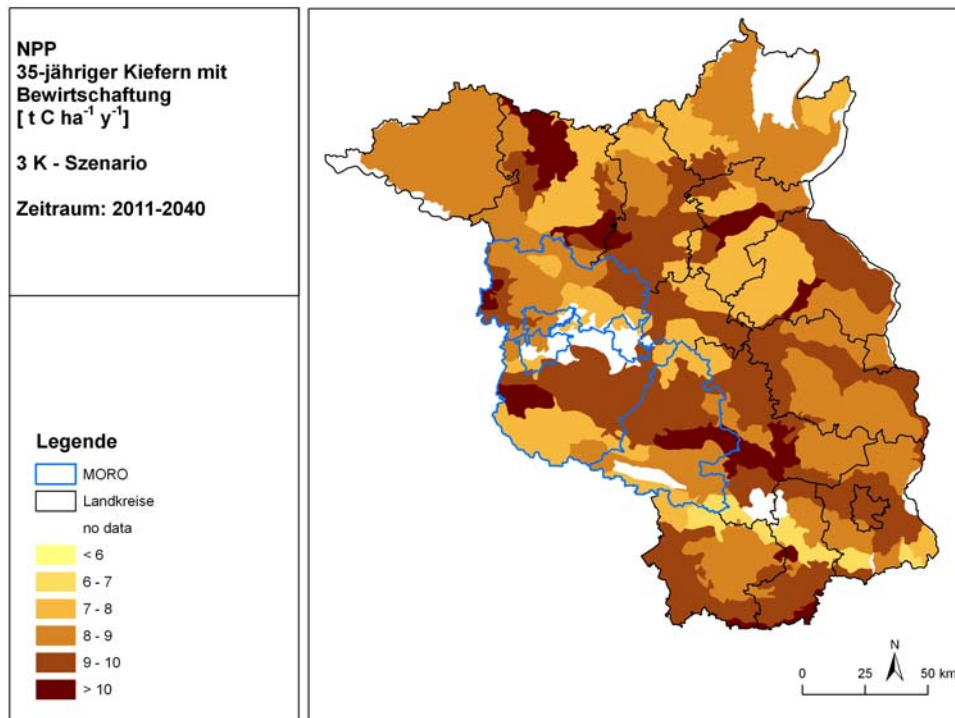 NPP
35-jähriger Kiefern mit
Bewirtschaftung
[ t C ha⁻¹ y⁻¹]
3 K - Szenario
Zeitraum: 2011-2040
Legende
MORO
Landkreise
no data
< 6
6 - 7
7 - 8
8 - 9
9 - 10
> 10
N
0 25 50 km